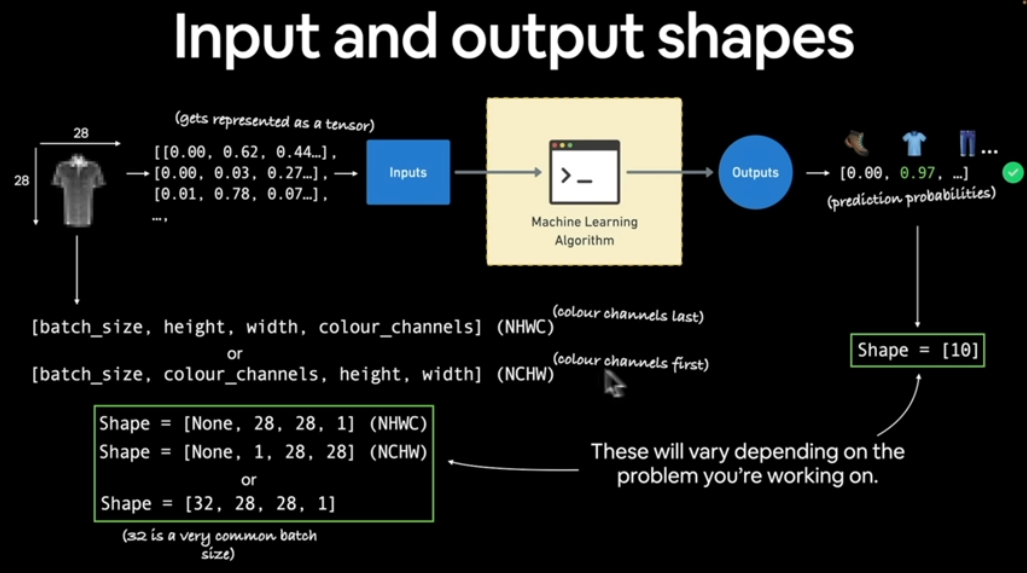 Input and output shapes
28
28
(gets represented as a tensor)
[[0.00, 0.62, 0.44…],
[0.00, 0.03, 0.27…],
[0.01, 0.78, 0.07…],
…,
Inputs
Machine Learning
Algorithm
Outputs
...
[0.00, 0.97, …]
(prediction probabilities)
[batch_size, height, width, colour_channels] (NHWC)
(colour channels last)
or
[batch_size, colour_channels, height, width] (NCHW)
(colour channels first)
Shape = [10]
Shape = [None, 28, 28, 1] (NHWC)
Shape = [None, 1, 28, 28] (NCHW)
or
Shape = [32, 28, 28, 1]
(32 is a very common batch
size)
These will vary depending on the
problem you're working on.